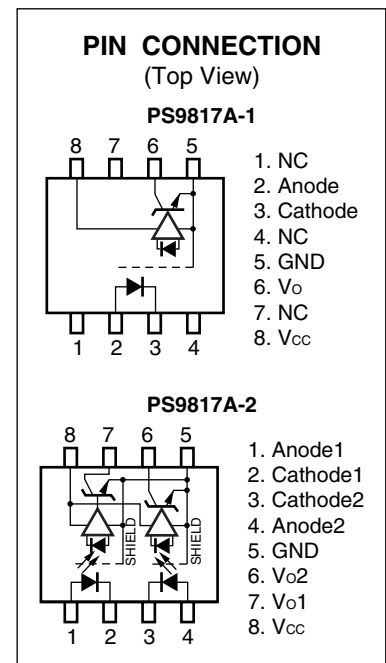 PIN CONNECTION
(Top View)
PS9817A-1
8 7 6 5
1 2 3 4
1. NC
2. Anode
3. Cathode
4. NC
5. GND
6. VO
7. NC
8. VCC
PS9817A-2
8 7 6 5
SHIELD SHIELD
1 2 3 4
1. Anode1
2. Cathode1
3. Cathode2
4. Anode2
5. GND
6. VO2
7. VO1
8. VCC